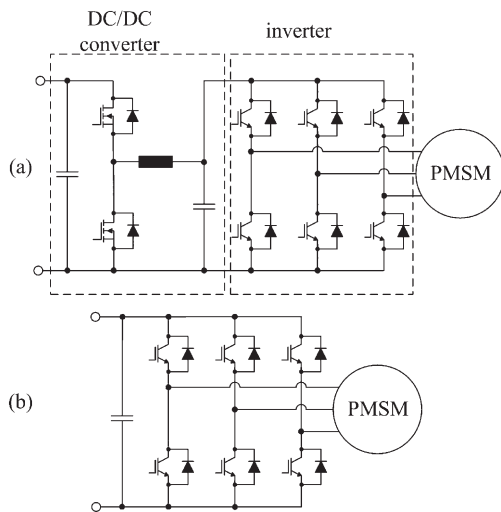 DC/DC
converter
inverter
(a)
PMSM
(b)
PMSM